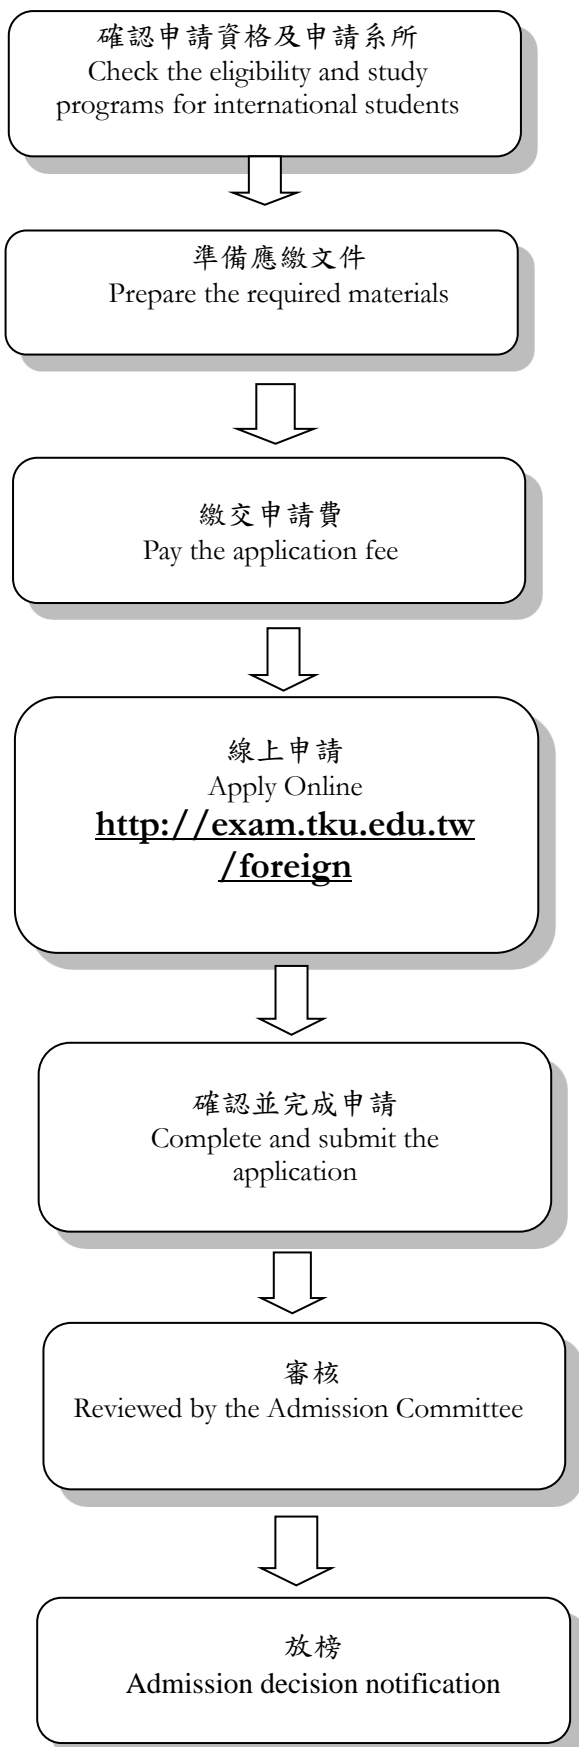 確認申請資格及申請系所
Check the eligibility and study
programs for international students
準備應繳文件
Prepare the required materials
繳交申請費
Pay the application fee
線上申請
Apply Online
http://exam.tku.edu.tw
/foreign
確認並完成申請
Complete and submit the
application
審核
Reviewed by the Admission Committee
放榜
Admission decision notification